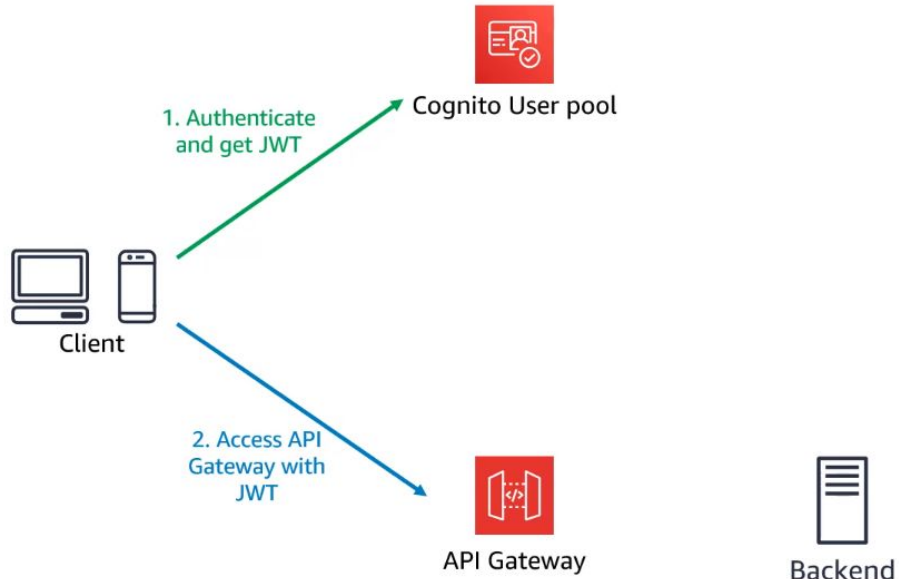 Cognito User pool
1. Authenticate
and get JWT
Client
2. Access API
Gateway with
JWT
</>
API Gateway
Backend